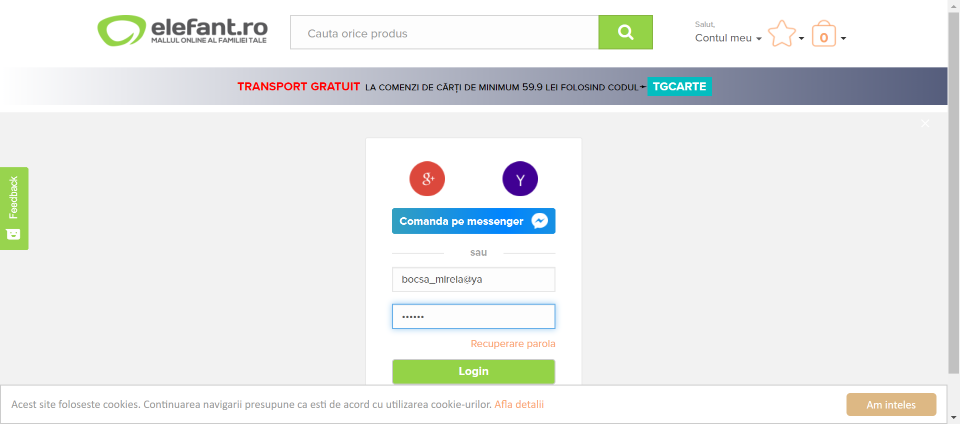 elefant.ro
MALLUL ONLINE AL FAMILIEI TALE
Cauta orice produs
Salut,
Contul meu
0
TRANSPORT GRATUIT LA COMENZI DE CĂRȚI DE MINIMUM 59.9 LEI FOLOSIND CODUL TGCARTE
×
Feedback
g+ Y
Comanda pe messenger
sau
bocsa_mirela@ya
••••••
Recuperare parola
Login
Acest site foloseste cookies. Continuarea navigarii presupune ca esti de acord cu utilizarea cookie-urilor. Afla detalii
Am inteles